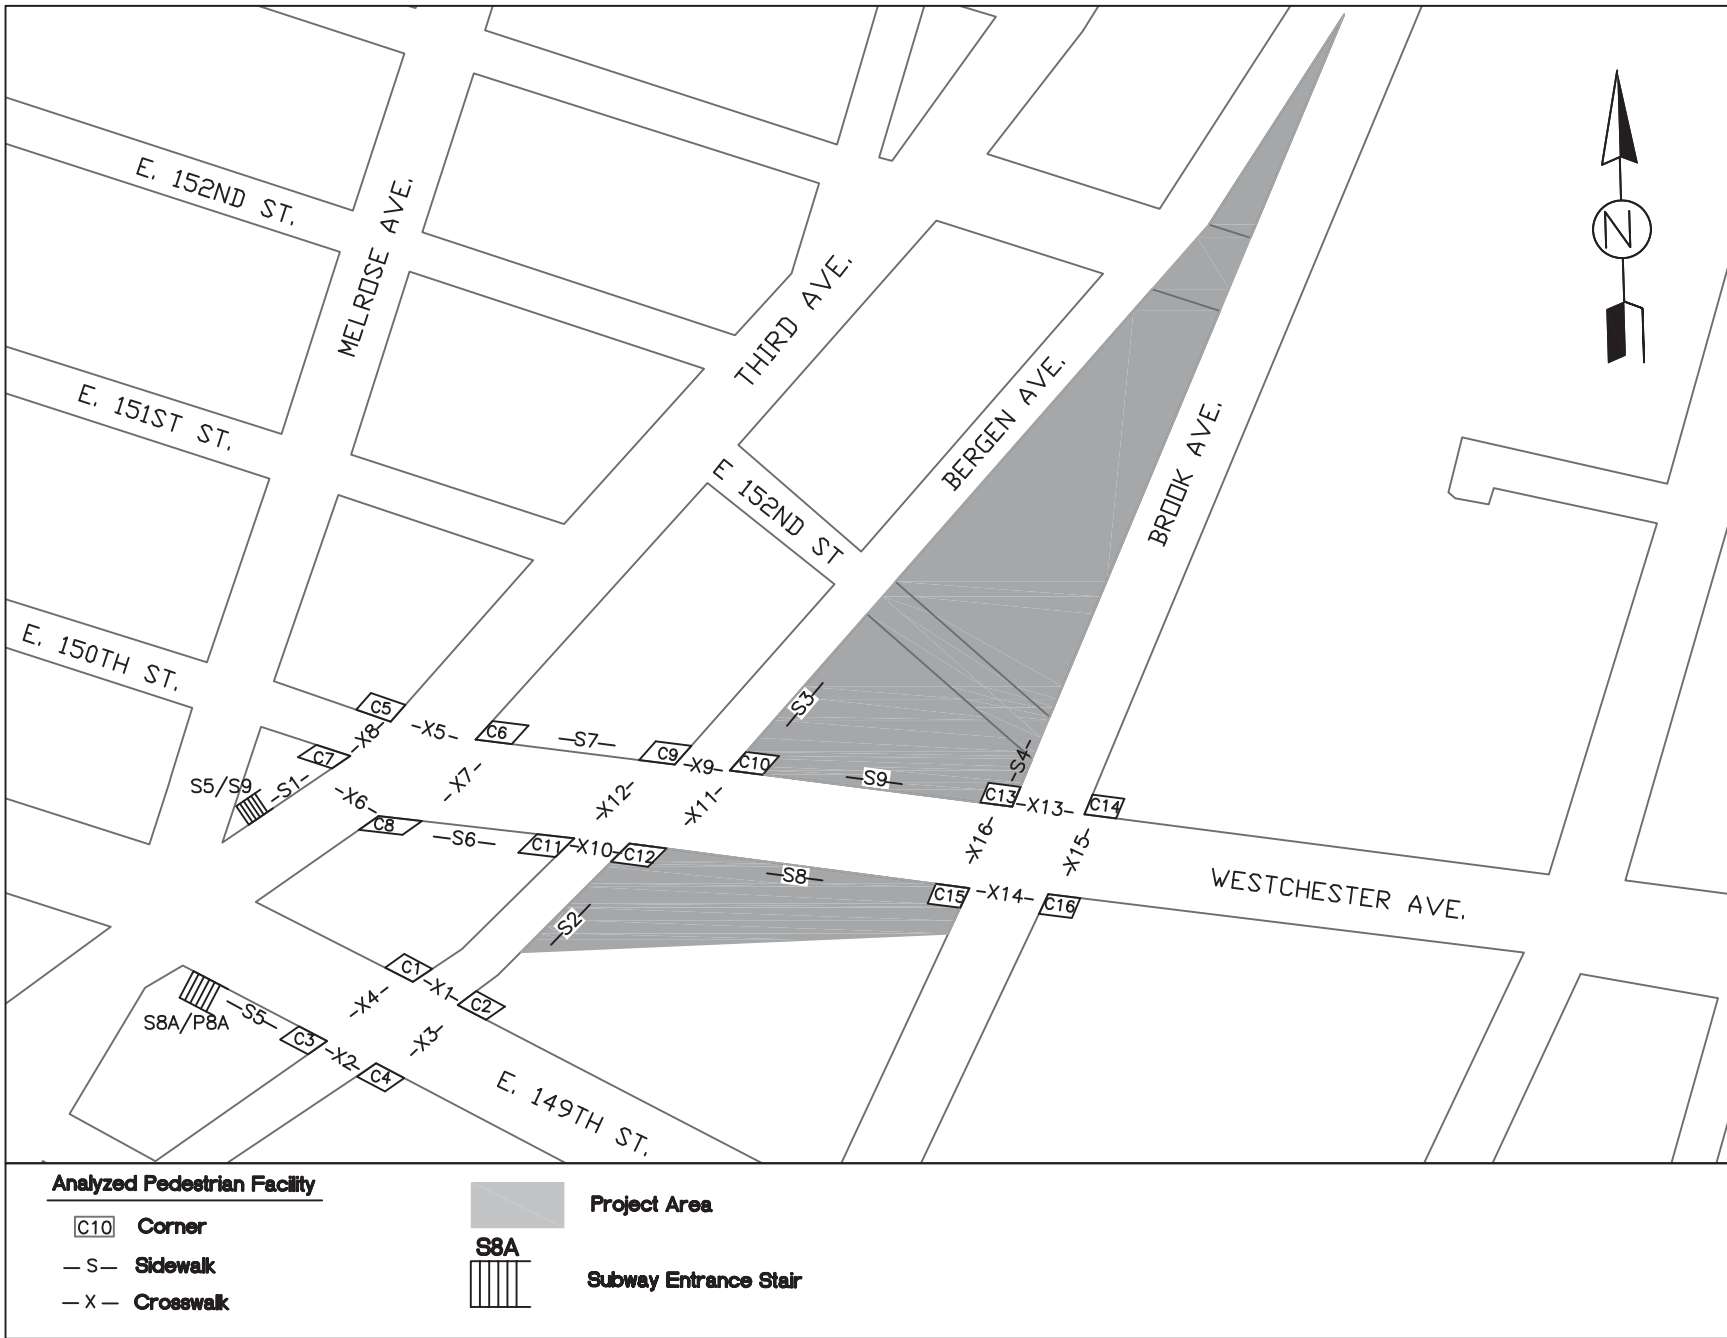 E. 152ND ST.
MELROSE AVE.
THIRD AVE.
N
E. 151ST ST.
E 152ND ST
BERGEN AVE.
BROOK AVE.
E. 150TH ST.
C5
X5
C6
S7
C9
X9
C10
S3
S9
S4
C13
X13
C14
X8
C7
S5/S9
S1
X6
X7
X12
X11
X16
X15
C8
S6
C11
X10
C12
S8
C15
X14
C16
WESTCHESTER AVE.
S2
C1
X1
C2
X4
X3
S8A/P8A
S5
C3
X2
C4
E. 149TH ST.
Analyzed Pedestrian Facility
C10 Corner
S Sidewalk
X Crosswalk
Project Area
S8A
Subway Entrance Stair